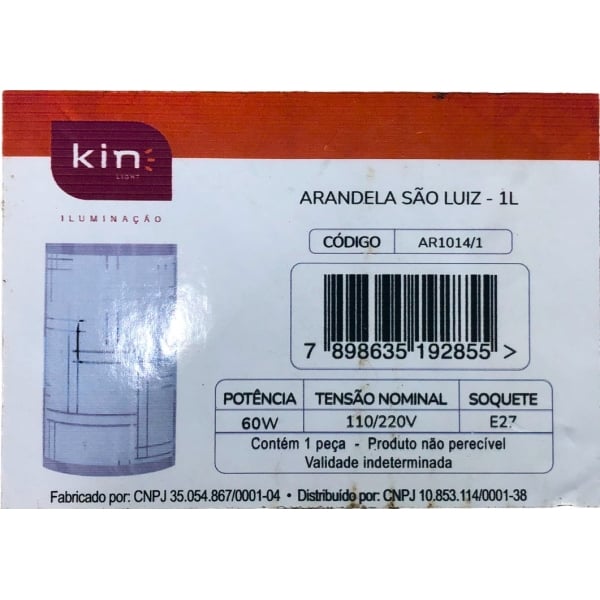 kin
LIGHT
ILUMINAÇÃO
ARANDELA SÃO LUIZ - 1L
CÓDIGO AR1014/1
7 898635 192855 >
POTÊNCIA TENSÃO NOMINAL SOQUETE
60W 110/220V E27
Contém 1 peça - Produto não perecível
Validade indeterminada
Fabricado por: CNPJ 35.054.867/0001-04 • Distribuído por: CNPJ 10.853.114/0001-38